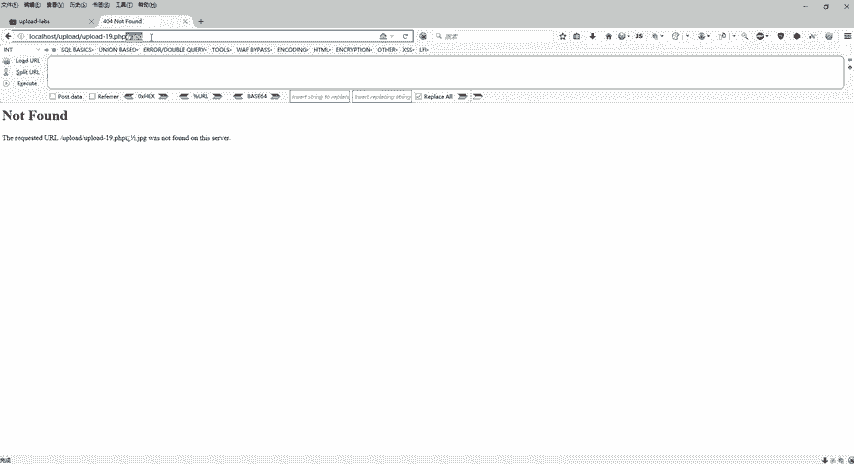 文件(F) 编辑(E) 查看(V) 历史(S) 书签(B) 工具(T) 帮助(H)
upload-labs 404 Not Found
localhost/upload/upload-19.php 搜索
INT SQL BASICS UNION BASED ERROR/DOUBLE QUERY TOOLS WAF BYPASS ENCODING HTML ENCRYPTION OTHER XSS LFI
Load URL
Split URL
Execute
Post data Referrer 0xHEX %URL BASE64 Insert string to replace Insert replacing string Replace All
Not Found
The requested URL /upload/upload-19.phpï¿½.jpg was not found on this server.
完成